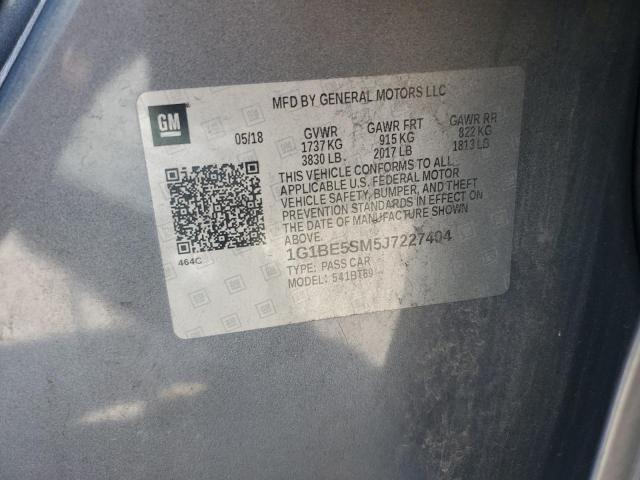 MFD BY GENERAL MOTORS LLC
GM
05/18 GVWR GAWR FRT GAWR RR
1737 KG 915 KG 822 KG
3830 LB 2017 LB 1813 LB
THIS VEHICLE CONFORMS TO ALL
APPLICABLE U.S. FEDERAL MOTOR
VEHICLE SAFETY, BUMPER, AND THEFT
PREVENTION STANDARDS IN EFFECT ON
THE DATE OF MANUFACTURE SHOWN
ABOVE.
464C
1G1BE5SM5J7227404
TYPE: PASS CAR
MODEL: 541BT69